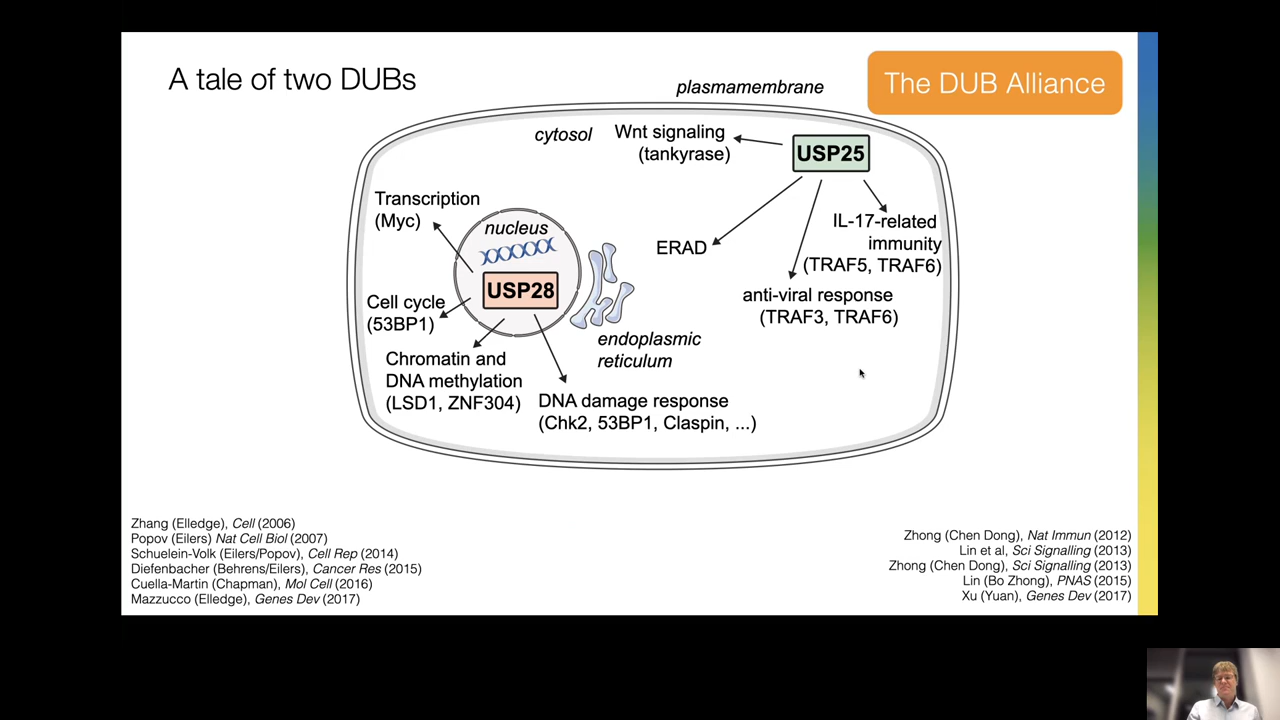 A tale of two DUBs
The DUB Alliance
plasmamembrane
cytosol
Wnt signaling
(tankyrase)
USP25
Transcription
(Myc)
nucleus
USP28
ERAD
IL-17-related
immunity
(TRAF5, TRAF6)
anti-viral response
(TRAF3, TRAF6)
Cell cycle
(53BP1)
endoplasmic
reticulum
Chromatin and
DNA methylation
(LSD1, ZNF304)
DNA damage response
(Chk2, 53BP1, Claspin, ...)
Zhang (Elledge), Cell (2006)
Popov (Eilers) Nat Cell Biol (2007)
Schuelein-Volk (Eilers/Popov), Cell Rep (2014)
Diefenbacher (Behrens/Eilers), Cancer Res (2015)
Cuella-Martin (Chapman), Mol Cell (2016)
Mazzucco (Elledge), Genes Dev (2017)
Zhong (Chen Dong), Nat Immun (2012)
Lin et al, Sci Signalling (2013)
Zhong (Chen Dong), Sci Signalling (2013)
Lin (Bo Zhong), PNAS (2015)
Xu (Yuan), Genes Dev (2017)